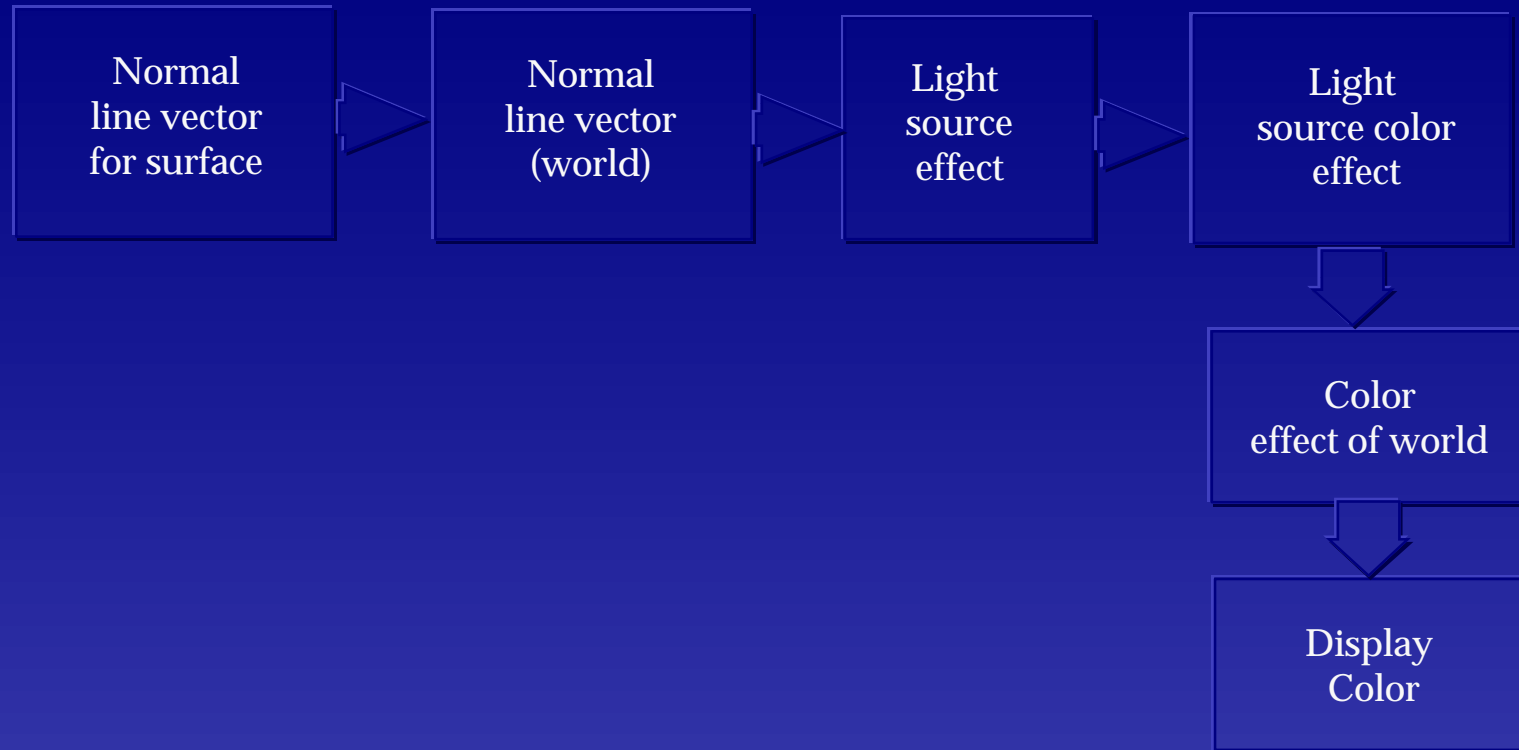 Normal
line vector
for surface
Normal
line vector
(world)
Light
source
effect
Light
source color
effect
Color
effect of world
Display
Color